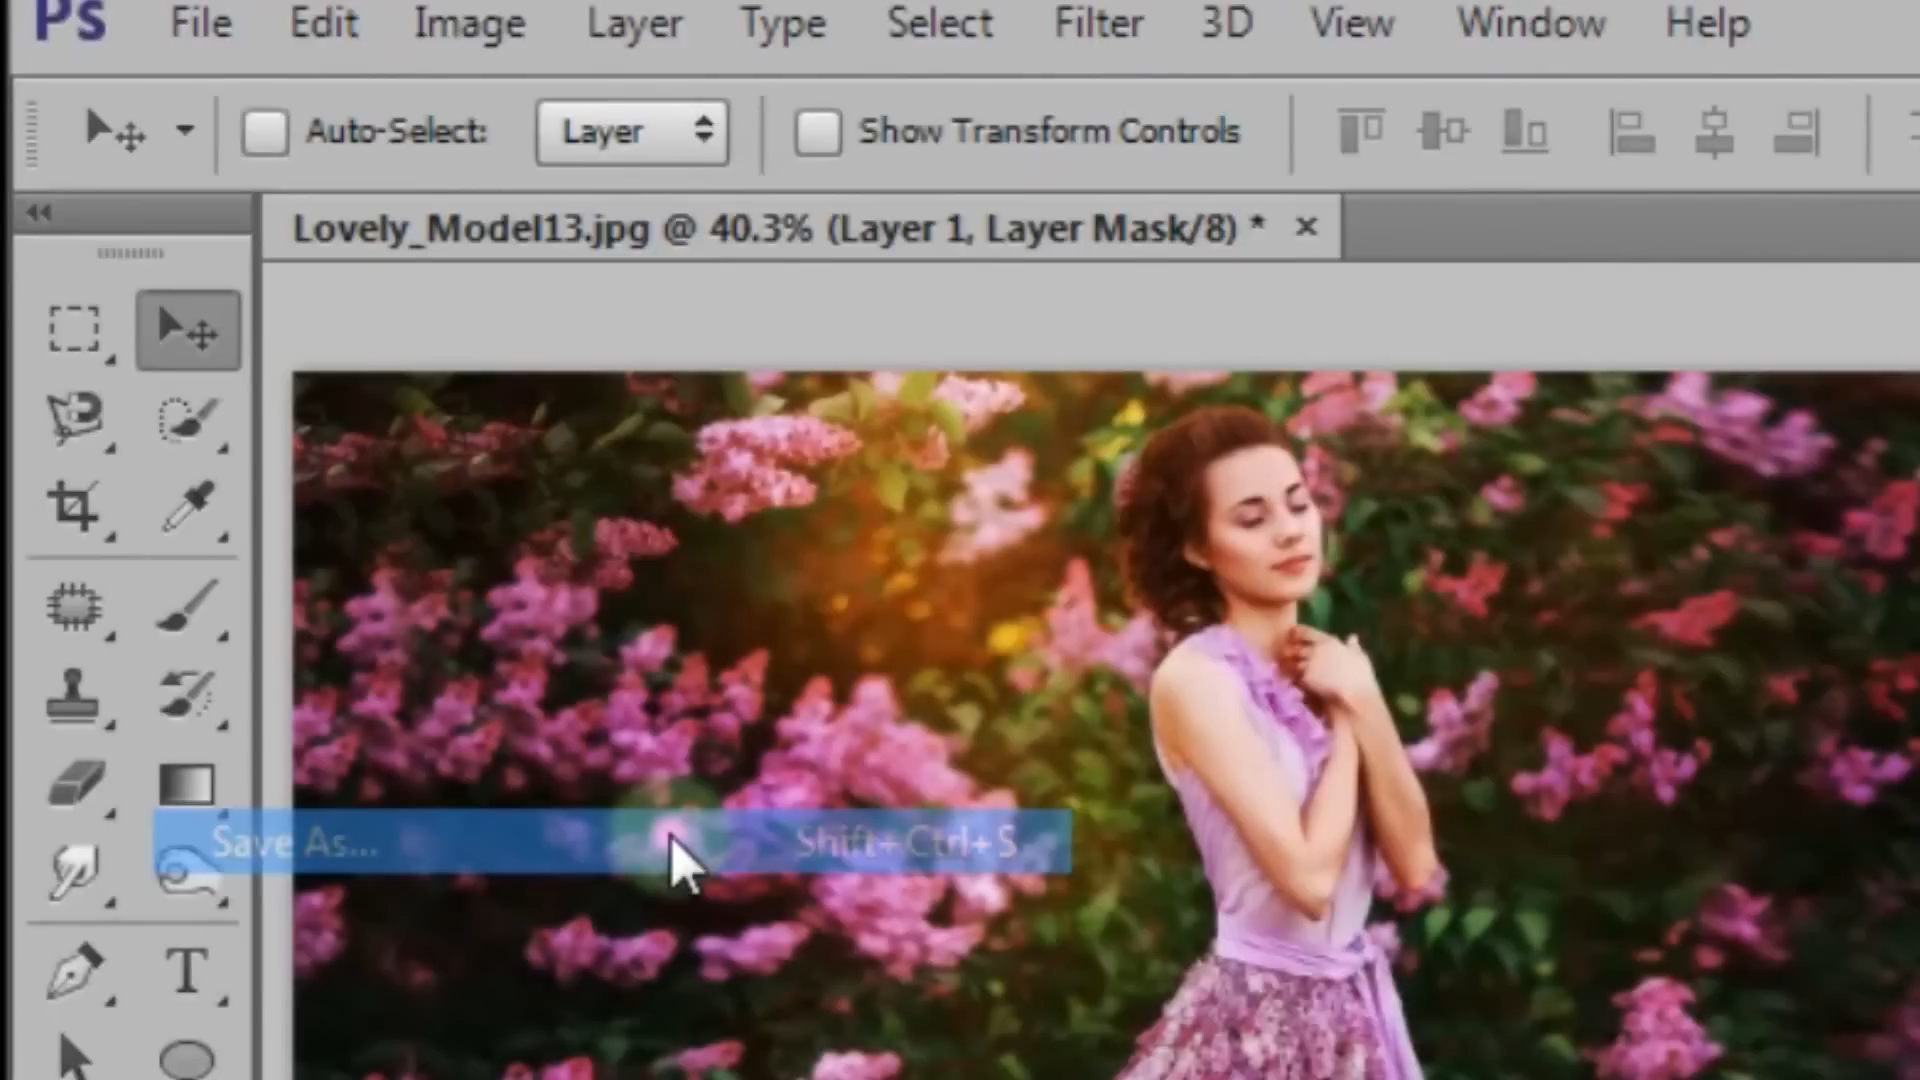 Ps File Edit Image Layer Type Select Filter 3D View Window Help
Auto-Select: Layer Show Transform Controls
Lovely_Model13.jpg @ 40.3% (Layer 1, Layer Mask/8) * ×
Save As... Shift+Ctrl+S
T